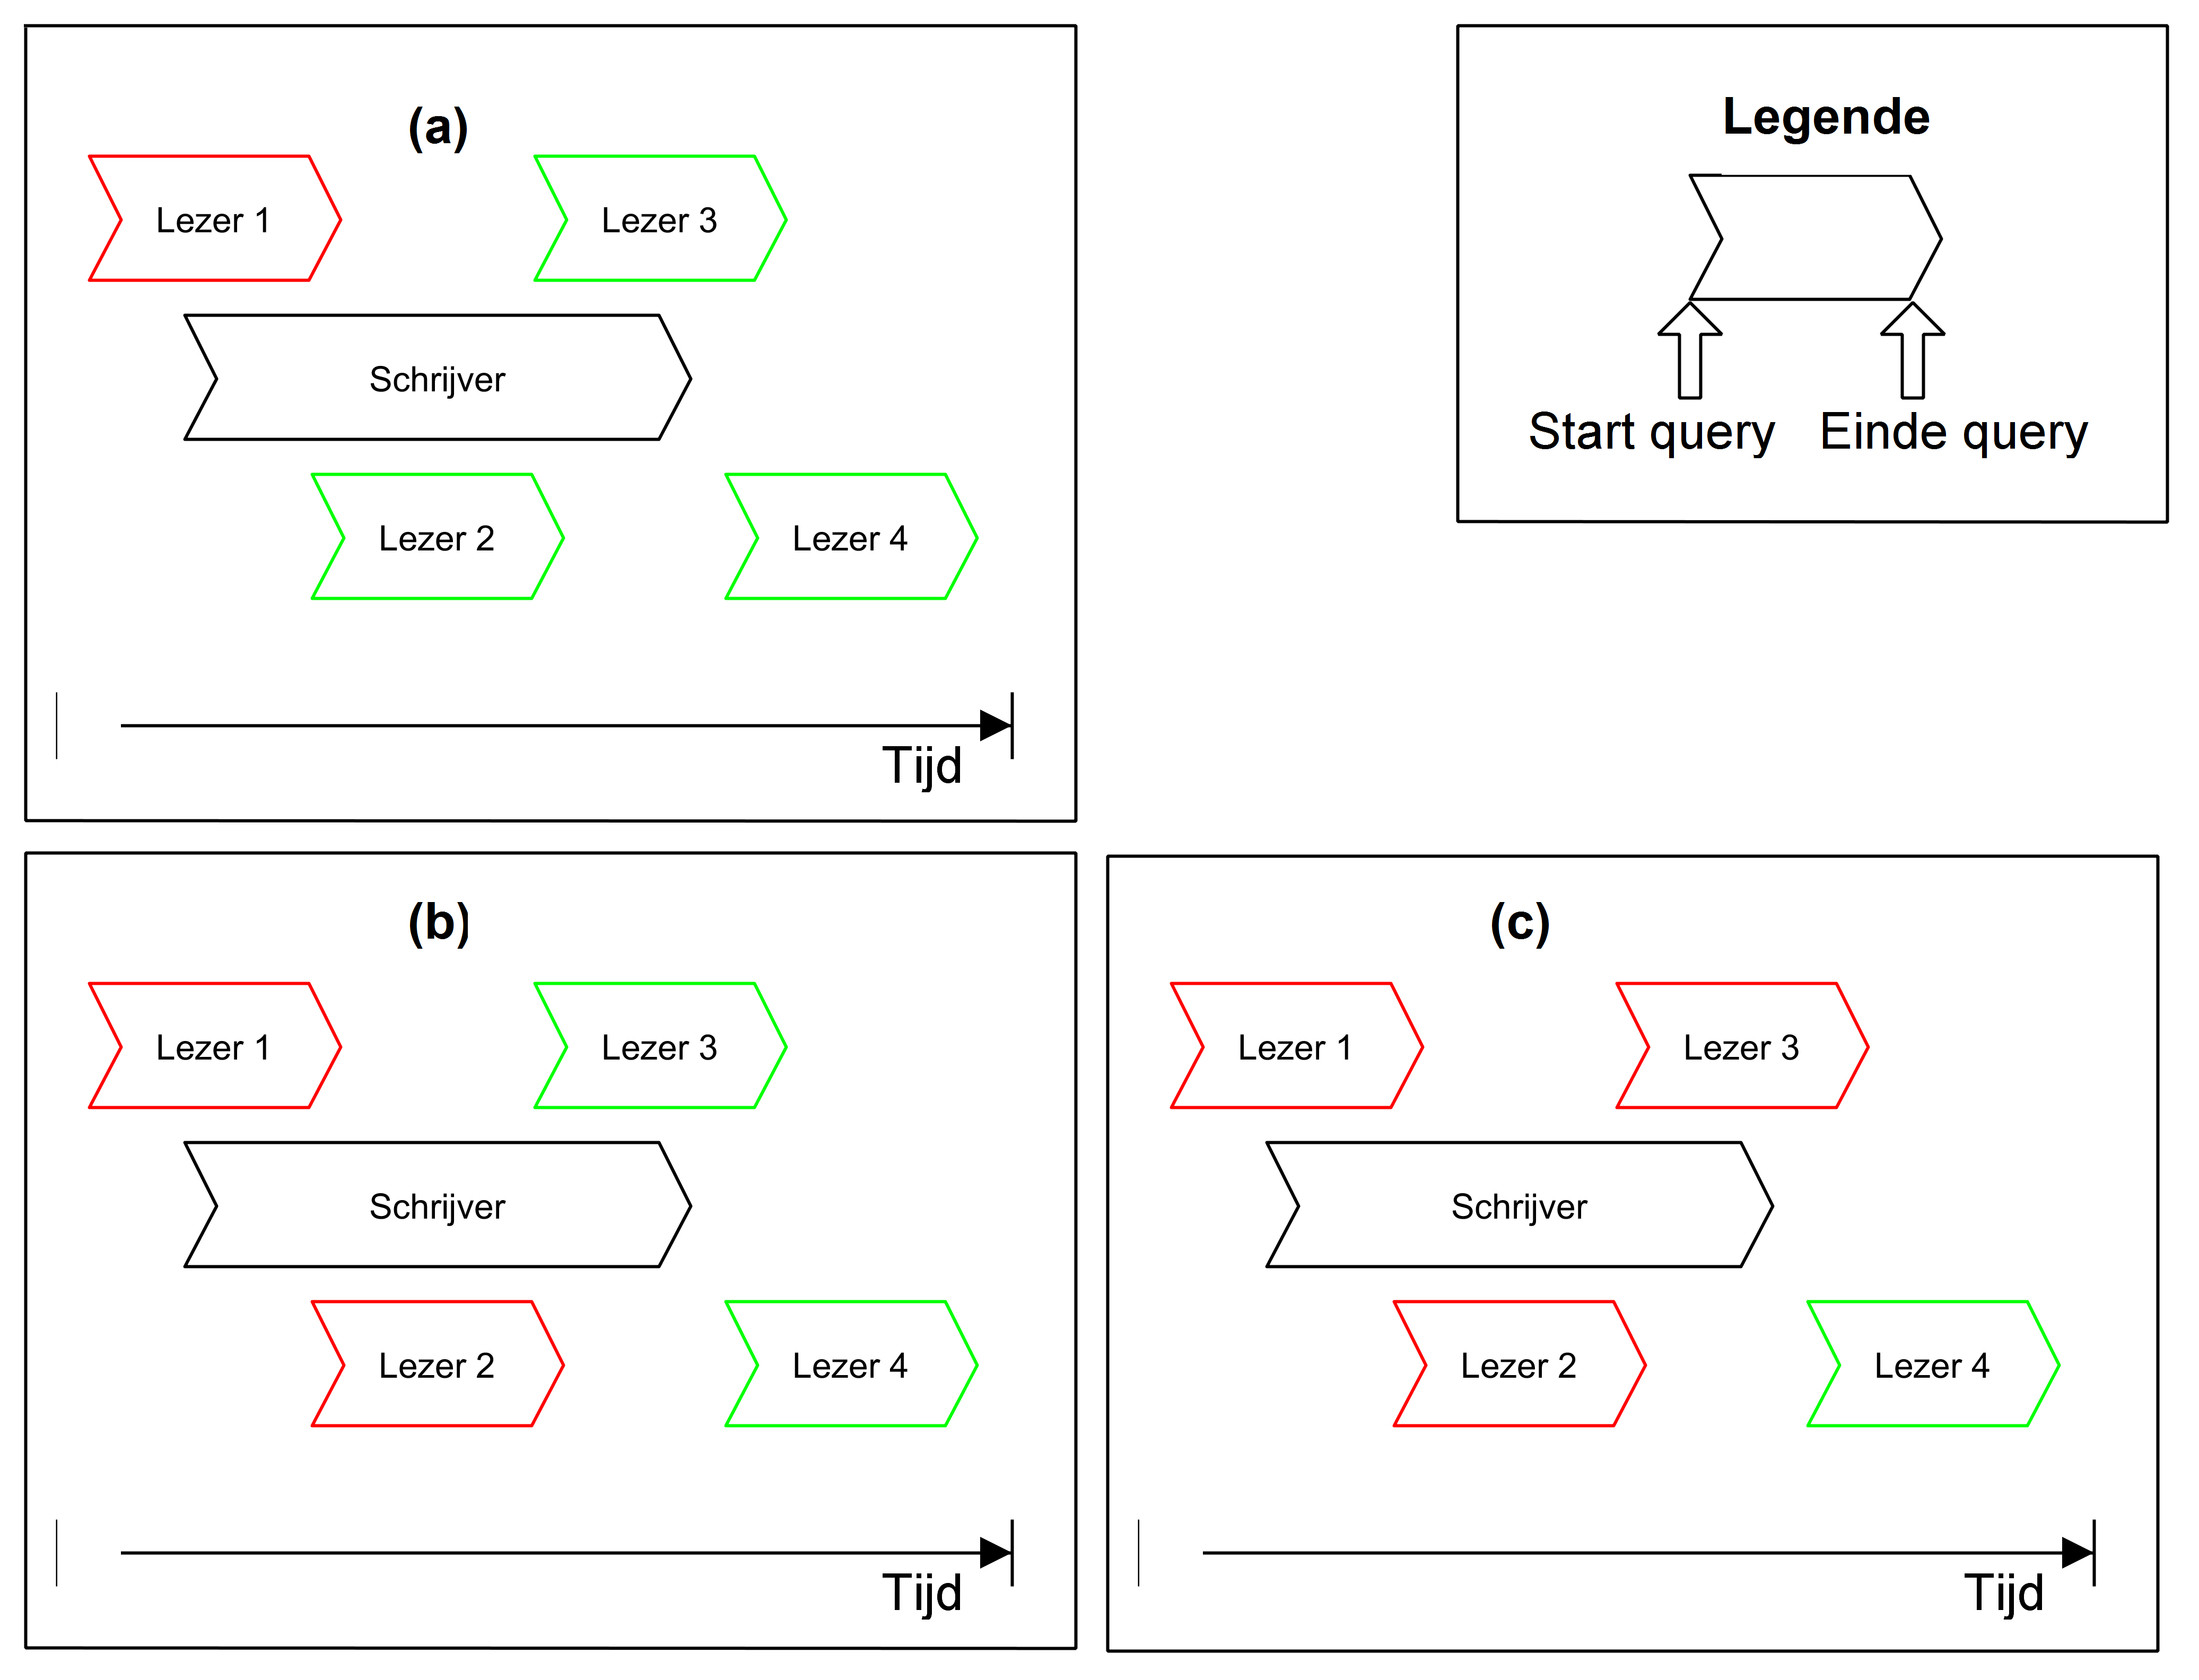 (a)
Lezer 1
Lezer 3
Schrijver
Lezer 2
Lezer 4
Tijd
Legende
Start query
Einde query
(b)
Lezer 1
Lezer 3
Schrijver
Lezer 2
Lezer 4
Tijd
(c)
Lezer 1
Lezer 3
Schrijver
Lezer 2
Lezer 4
Tijd